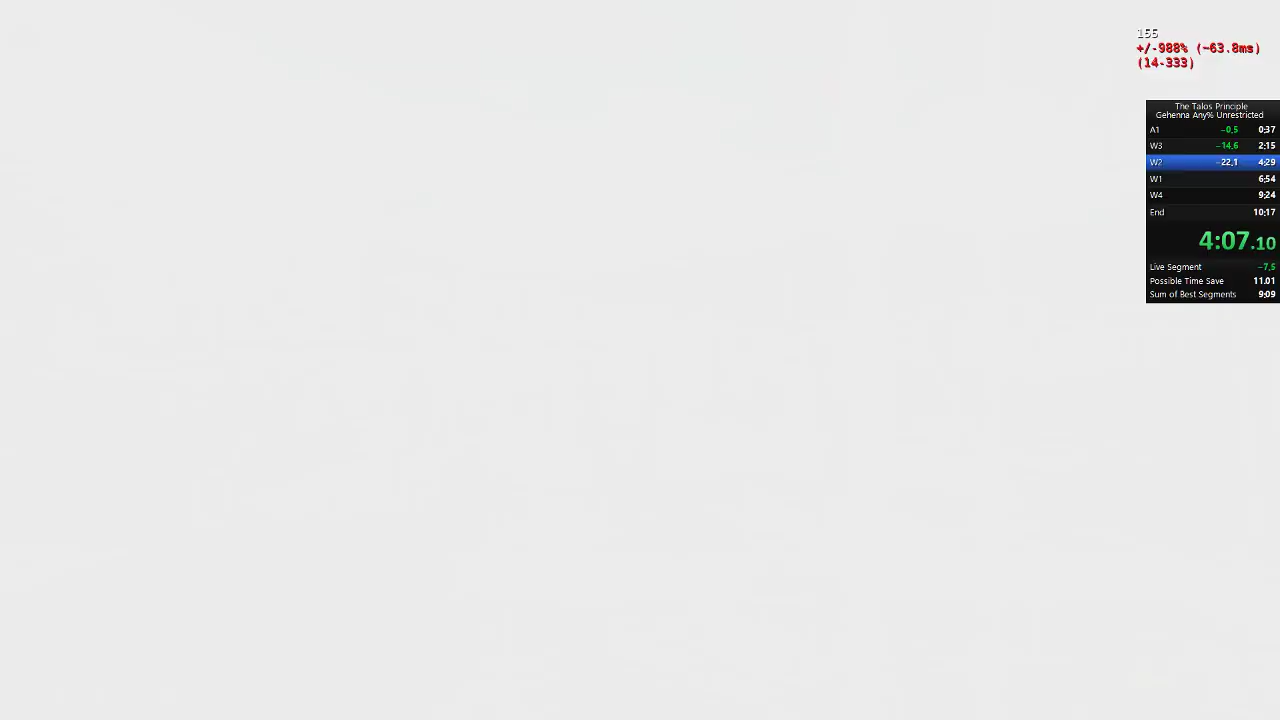 155
+/-988% (~63.8ms)
(14-333)
The Talos Principle
Gehenna Any% Unrestricted
A1 -0.5 0:37
W3 -14.6 2:15
W2 -22.1 4:29
W1 6:54
W4 9:24
End 10:17
4:07.10
Live Segment -7.5
Possible Time Save 11.01
Sum of Best Segments 9:09